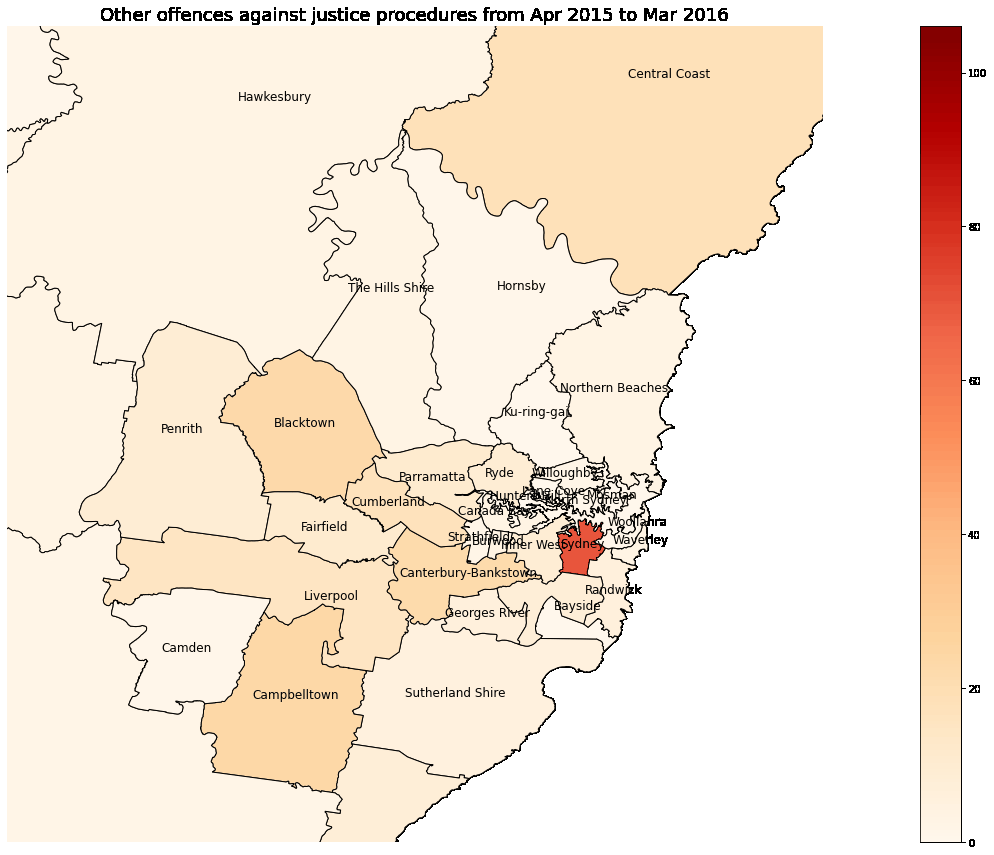 Other offences against justice procedures from Apr 2015 to Mar 2016
Central Coast
100
Hawkesbury
80
The Hills Shire
Hornsby
60
Northern Beaches
Ku-ring-gai
Blacktown
Penrith
Parramatta
Ryde
Willoughby
Lane Cove
Mosman
Cumberland
North Sydney
Canada Bay
Woollahra
Fairfield
Strathfield
Burwood
Inner West
Sydney
Waverley
40
Canterbury-Bankstown
Liverpool
Randwick
Bayside
Georges River
Camden
Campbelltown
Sutherland Shire
20
0